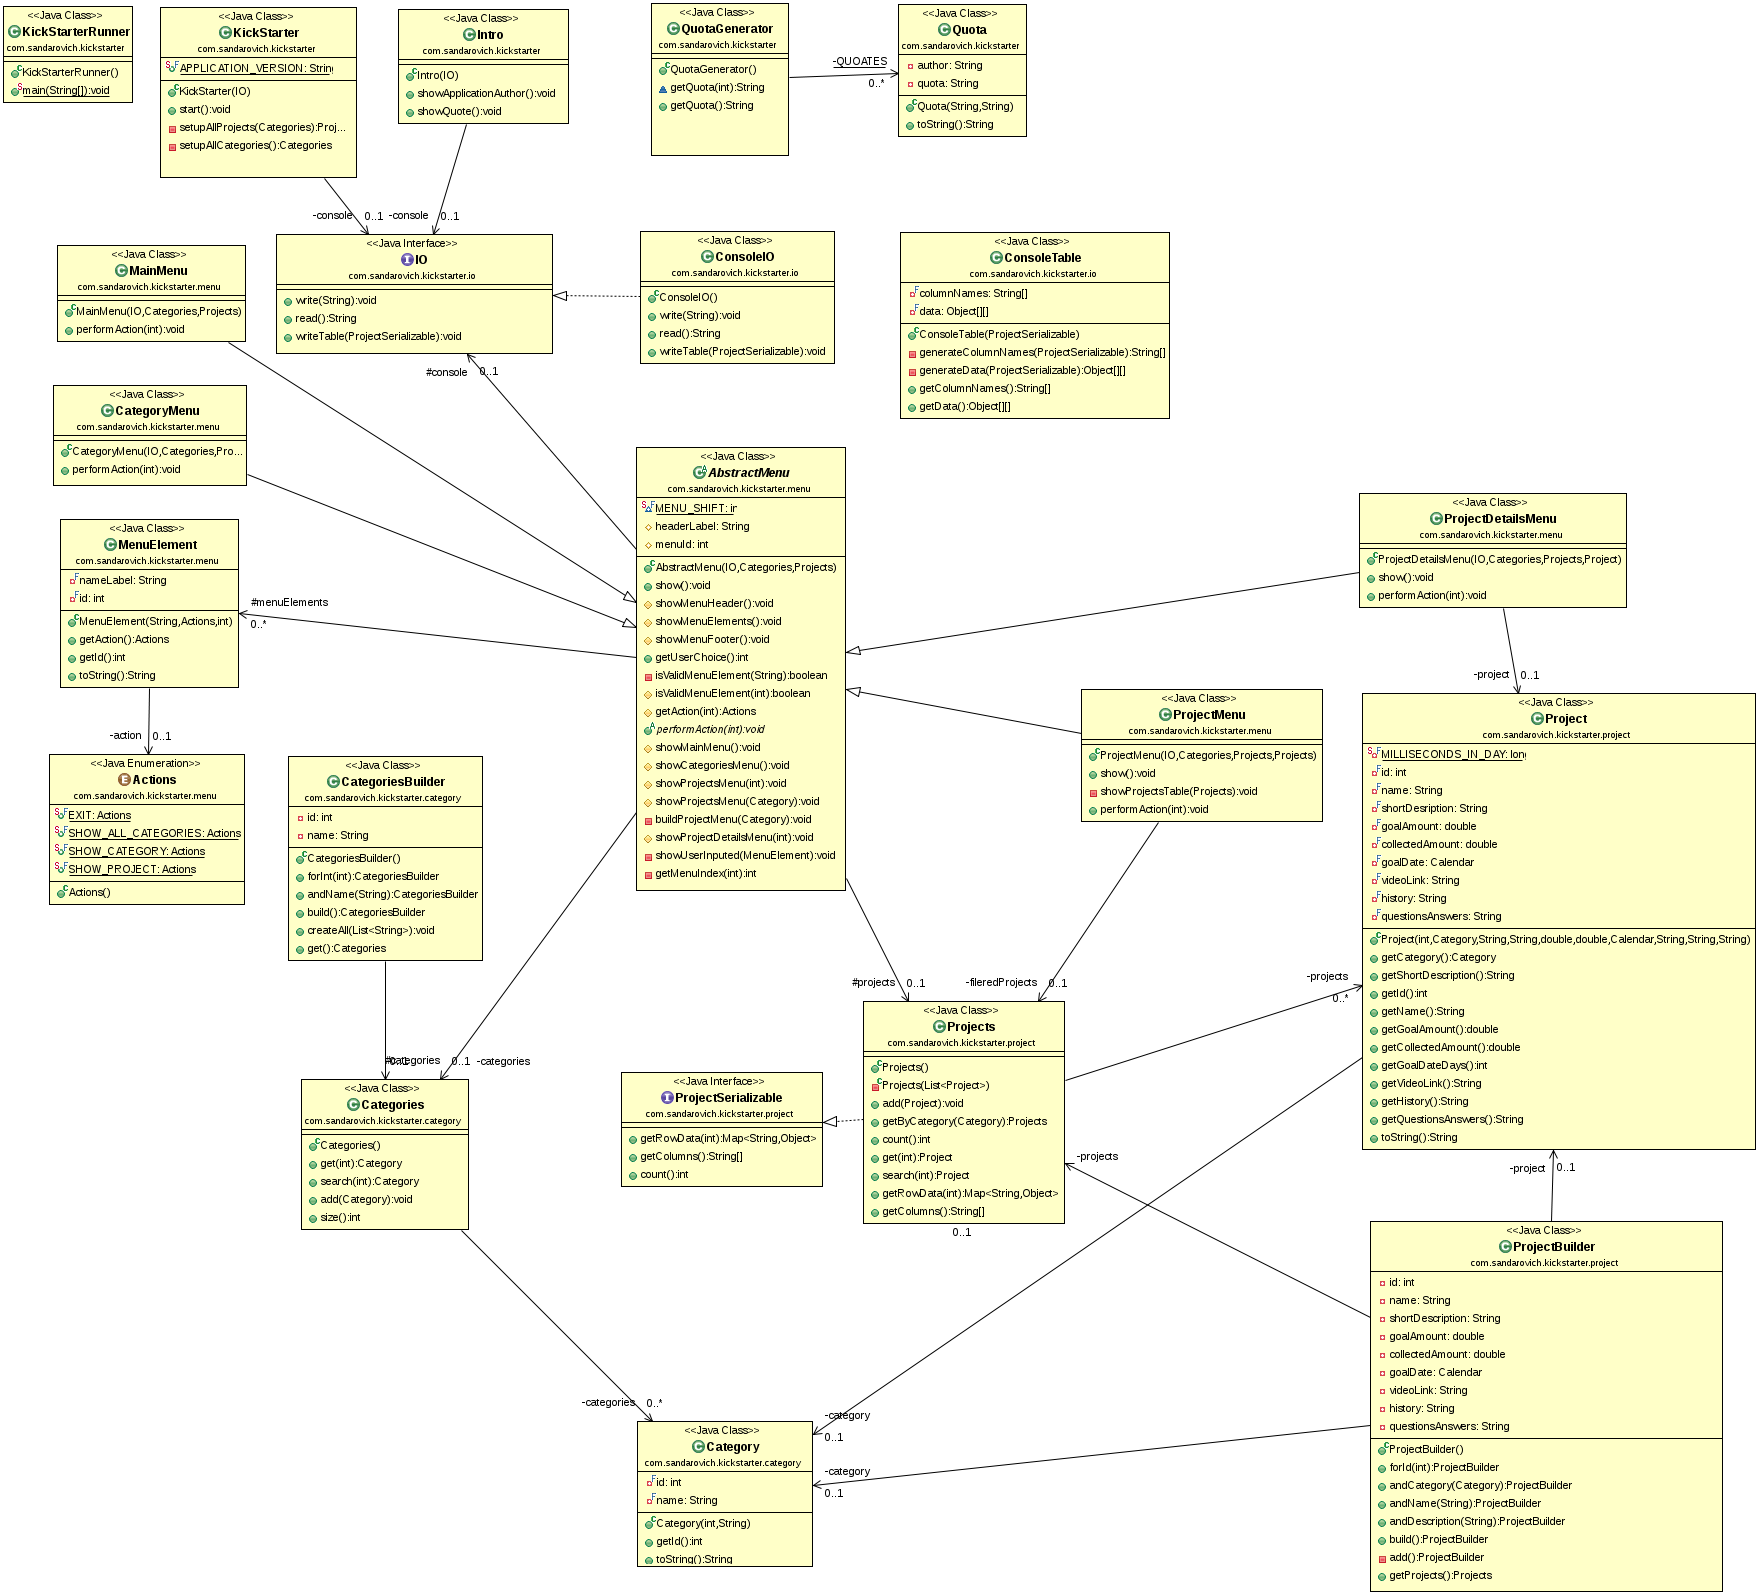 <<Java Class>>
KickStarterRunner
com.sandarovich.kickstarter
KickStarterRunner()
main(String[]):void
<<Java Class>>
KickStarter
com.sandarovich.kickstarter
APPLICATION_VERSION: String
KickStarter(IO)
start():void
setupAllProjects(Categories):Proj...
setupAllCategories():Categories
<<Java Class>>
Intro
com.sandarovich.kickstarter
Intro(IO)
showApplicationAuthor():void
showQuote():void
<<Java Class>>
QuotaGenerator
com.sandarovich.kickstarter
QuotaGenerator()
getQuota(int):String
getQuota():String
-QUOATES
0..*
<<Java Class>>
Quota
com.sandarovich.kickstarter
author: String
quota: String
Quota(String,String)
toString():String
-console
0..1
-console
0..1
<<Java Class>>
MainMenu
com.sandarovich.kickstarter.menu
MainMenu(IO,Categories,Projects)
performAction(int):void
<<Java Interface>>
IO
com.sandarovich.kickstarter.io
write(String):void
read():String
writeTable(ProjectSerializable):void
<<Java Class>>
ConsoleIO
com.sandarovich.kickstarter.io
ConsoleIO()
write(String):void
read():String
writeTable(ProjectSerializable):void
<<Java Class>>
ConsoleTable
com.sandarovich.kickstarter.io
columnNames: String[]
data: Object[][]
ConsoleTable(ProjectSerializable)
generateColumnNames(ProjectSerializable):String[]
generateData(ProjectSerializable):Object[][]
getColumnNames():String[]
getData():Object[][]
#console
0..1
<<Java Class>>
CategoryMenu
com.sandarovich.kickstarter.menu
CategoryMenu(IO,Categories,Pro...
performAction(int):void
<<Java Class>>
AbstractMenu
com.sandarovich.kickstarter.menu
MENU_SHIFT: int
headerLabel: String
menuId: int
AbstractMenu(IO,Categories,Projects)
show():void
showMenuHeader():void
showMenuElements():void
showMenuFooter():void
getUserChoice():int
isValidMenuElement(String):boolean
isValidMenuElement(int):boolean
getAction(int):Actions
performAction(int):void
showMainMenu():void
showCategoriesMenu():void
showProjectsMenu(int):void
showProjectsMenu(Category):void
buildProjectMenu(Category):void
showProjectDetailsMenu(int):void
showUserInputed(MenuElement):void
getMenuIndex(int):int
<<Java Class>>
ProjectDetailsMenu
com.sandarovich.kickstarter.menu
ProjectDetailsMenu(IO,Categories,Projects,Project)
show():void
performAction(int):void
<<Java Class>>
MenuElement
com.sandarovich.kickstarter.menu
nameLabel: String
id: int
MenuElement(String,Actions,int)
getAction():Actions
getId():int
toString():String
#menuElements
0..*
-project
0..1
<<Java Class>>
ProjectMenu
com.sandarovich.kickstarter.menu
ProjectMenu(IO,Categories,Projects,Projects)
show():void
showProjectsTable(Projects):void
performAction(int):void
<<Java Class>>
Project
com.sandarovich.kickstarter.project
MILLISECONDS_IN_DAY: long
id: int
name: String
shortDesription: String
goalAmount: double
collectedAmount: double
goalDate: Calendar
videoLink: String
history: String
questionsAnswers: String
Project(int,Category,String,String,double,double,Calendar,String,String,String)
getCategory():Category
getShortDescription():String
getId():int
getName():String
getGoalAmount():double
getCollectedAmount():double
getGoalDateDays():int
getVideoLink():String
getHistory():String
getQuestionsAnswers():String
toString():String
-action
0..1
<<Java Enumeration>>
Actions
com.sandarovich.kickstarter.menu
EXIT: Actions
SHOW_ALL_CATEGORIES: Actions
SHOW_CATEGORY: Actions
SHOW_PROJECT: Actions
Actions()
<<Java Class>>
CategoriesBuilder
com.sandarovich.kickstarter.category
id: int
name: String
CategoriesBuilder()
forInt(int):CategoriesBuilder
andName(String):CategoriesBuilder
build():CategoriesBuilder
createAll(List<String>):void
get():Categories
#projects
0..1
-fileredProjects
0..1
-projects
0..*
<<Java Class>>
Projects
com.sandarovich.kickstarter.project
Projects()
Projects(List<Project>)
add(Project):void
getByCategory(Category):Projects
count():int
get(int):Project
search(int):Project
getRowData(int):Map<String,Object>
getColumns():String[]
0..1
-projects
#categories
0..1
0..1
-categories
<<Java Class>>
Categories
com.sandarovich.kickstarter.category
Categories()
get(int):Category
search(int):Category
add(Category):void
size():int
<<Java Interface>>
ProjectSerializable
com.sandarovich.kickstarter.project
getRowData(int):Map<String,Object>
getColumns():String[]
count():int
-project
0..1
<<Java Class>>
ProjectBuilder
com.sandarovich.kickstarter.project
id: int
name: String
shortDescription: String
goalAmount: double
collectedAmount: double
goalDate: Calendar
videoLink: String
history: String
questionsAnswers: String
ProjectBuilder()
forId(int):ProjectBuilder
andCategory(Category):ProjectBuilder
andName(String):ProjectBuilder
andDescription(String):ProjectBuilder
build():ProjectBuilder
add():ProjectBuilder
getProjects():Projects
-categories
0..*
-category
0..1
-category
0..1
<<Java Class>>
Category
com.sandarovich.kickstarter.category
id: int
name: String
Category(int,String)
getId():int
toString():String